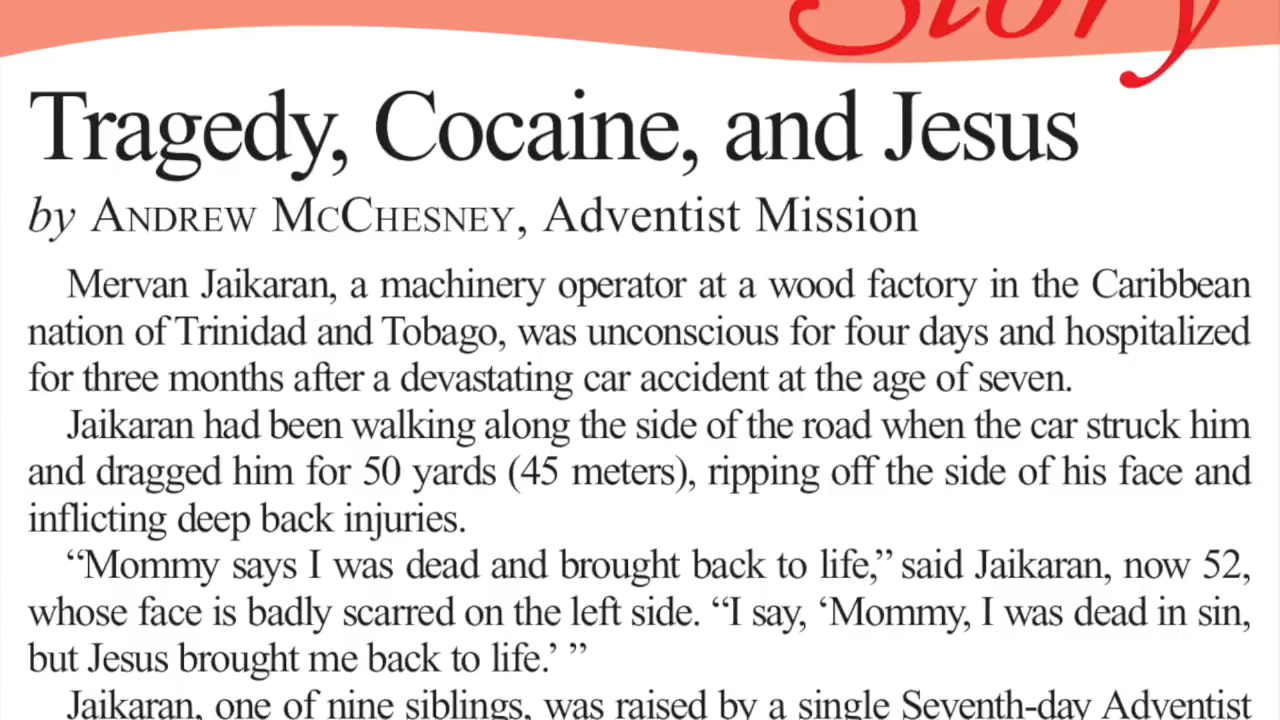 Story
Tragedy, Cocaine, and Jesus
by ANDREW MCCHESNEY, Adventist Mission
Mervan Jaikaran, a machinery operator at a wood factory in the Caribbean
nation of Trinidad and Tobago, was unconscious for four days and hospitalized
for three months after a devastating car accident at the age of seven.
Jaikaran had been walking along the side of the road when the car struck him
and dragged him for 50 yards (45 meters), ripping off the side of his face and
inflicting deep back injuries.
“Mommy says I was dead and brought back to life,” said Jaikaran, now 52,
whose face is badly scarred on the left side. “I say, ‘Mommy, I was dead in sin,
but Jesus brought me back to life.’ ”
Jaikaran, one of nine siblings, was raised by a single Seventh-day Adventist